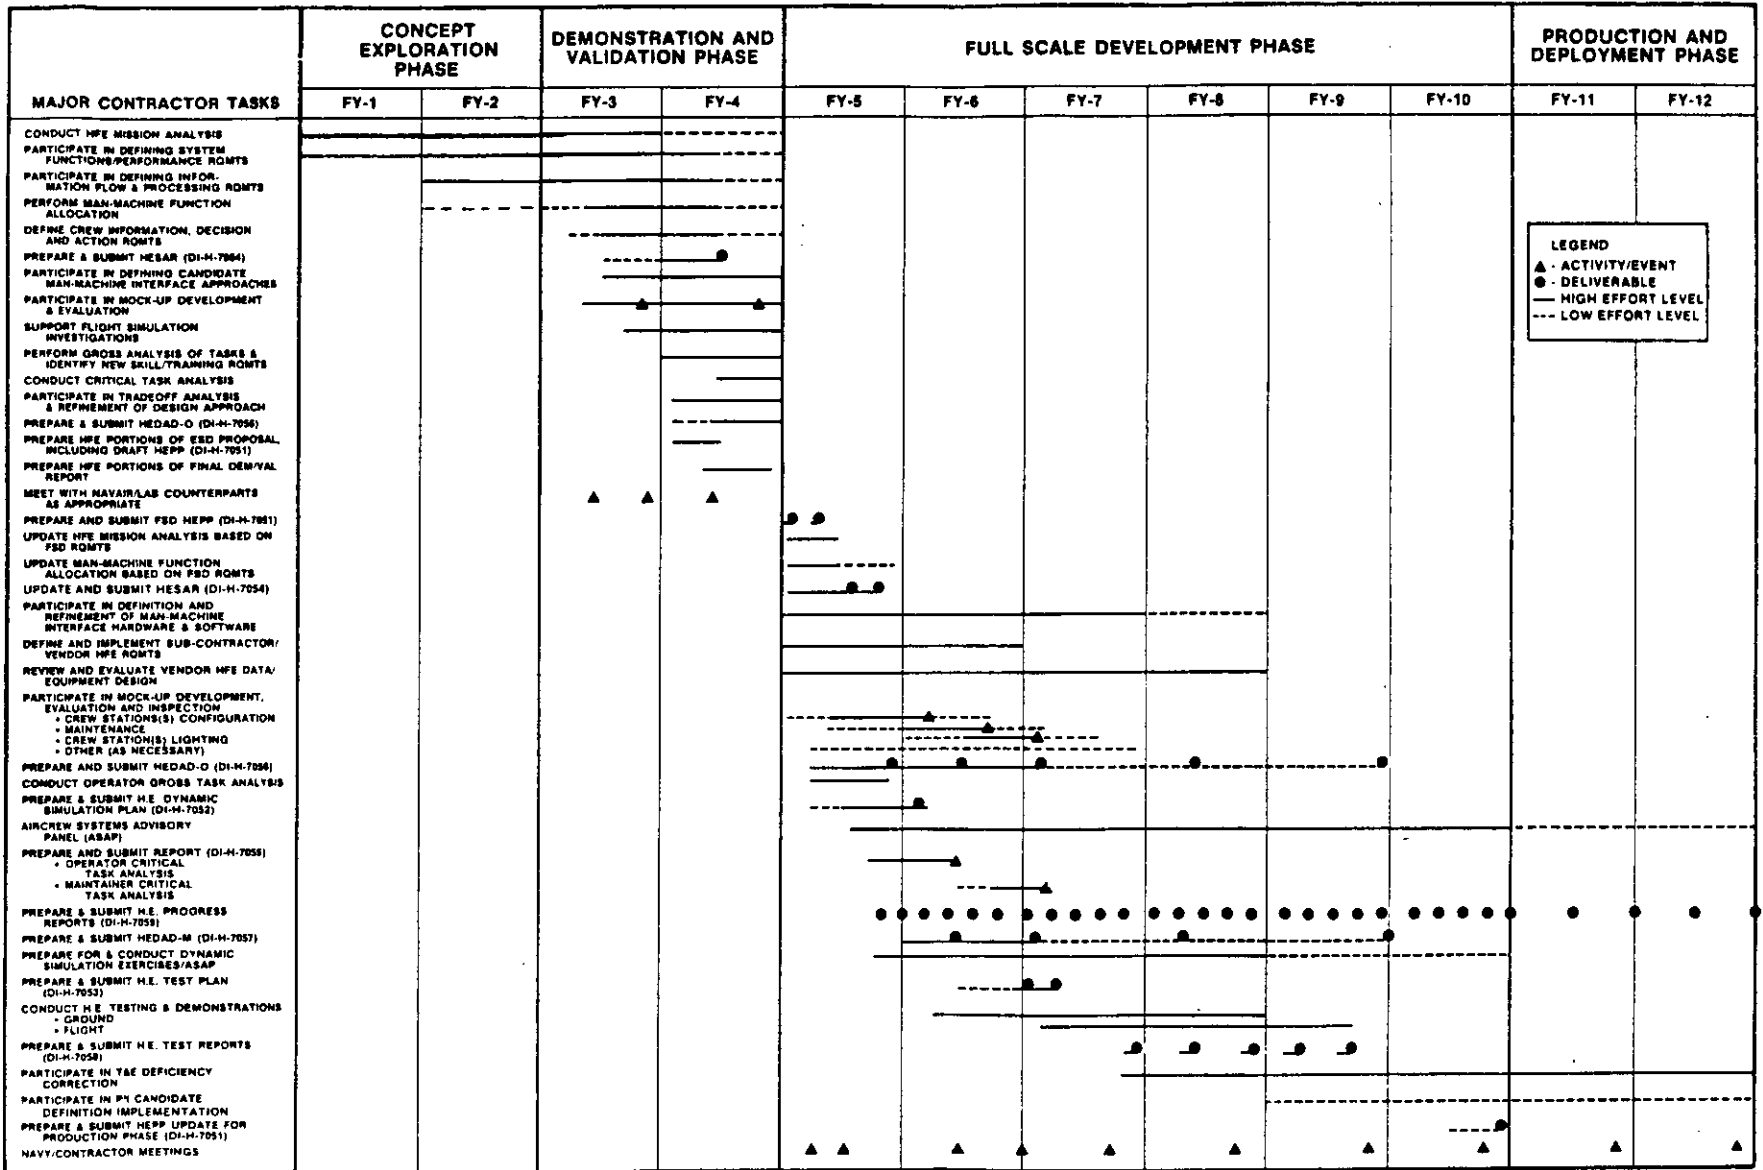 CONCEPT
EXPLORATION
PHASE
DEMONSTRATION AND
VALIDATION PHASE
FULL SCALE DEVELOPMENT PHASE
PRODUCTION AND
DEPLOYMENT PHASE
MAJOR CONTRACTOR TASKS
FY-1
FY-2
FY-3
FY-4
FY-5
FY-6
FY-7
FY-8
FY-9
FY-10
FY-11
FY-12
CONDUCT HFE MISSION ANALYSIS
PARTICIPATE IN DEFINING SYSTEM
FUNCTIONS/PERFORMANCE RQMTS
PARTICIPATE IN DEFINING INFOR-
MATION FLOW & PROCESSING RQMTS
PERFORM MAN-MACHINE FUNCTION
ALLOCATION
DEFINE CREW INFORMATION, DECISION
AND ACTION RQMTS
PREPARE & SUBMIT HESAR
PARTICIPATE IN DEFINING CANDIDATE
MAN-MACHINE INTERFACE APPROACHES
PARTICIPATE IN MOCK-UP DEVELOPMENT
& EVALUATION
SUPPORT FLIGHT SIMULATION
INVESTIGATIONS
PERFORM GROSS ANALYSIS OF TASKS &
IDENTIFY NEW SKILL/TRAINING RQMTS
CONDUCT CRITICAL TASK ANALYSIS
PARTICIPATE IN TRADEOFF ANALYSIS
& REFINEMENT OF DESIGN APPROACH
PREPARE & SUBMIT HEDAD-O (DI-H-7056)
PREPARE HFE PORTIONS OF PROPOSAL,
INCLUDING DRAFT HEPP (DI-H-7051)
PREPARE HFE PORTIONS OF FINAL DEM/VAL
REPORT
MEET WITH NAVAIR/LAB COUNTERPARTS
AS APPROPRIATE
PREPARE AND SUBMIT FSD HEPP (DI-H-7051)
UPDATE HFE MISSION ANALYSIS BASED ON
FSD RQMTS
UPDATE MAN-MACHINE FUNCTION
ALLOCATION BASED ON FSD RQMTS
UPDATE AND SUBMIT HESAR (DI-H-7054)
PARTICIPATE IN DEFINITION AND
REFINEMENT OF MAN-MACHINE
INTERFACE HARDWARE & SOFTWARE
DEFINE AND IMPLEMENT SUB-CONTRACTOR/
VENDOR HFE RQMTS
REVIEW AND EVALUATE VENDOR HFE DATA/
EQUIPMENT DESIGN
PARTICIPATE IN MOCK-UP DEVELOPMENT,
EVALUATION AND INSPECTION
• CREW STATIONS(S) CONFIGURATION
• MAINTENANCE
• CREW STATION(S) LIGHTING
• OTHER (AS NECESSARY)
PREPARE AND SUBMIT HEDAD-O (DI-H-7056)
CONDUCT OPERATOR GROSS TASK ANALYSIS
PREPARE & SUBMIT H.E. DYNAMIC
SIMULATION PLAN (DI-H-7052)
AIRCREW SYSTEMS ADVISORY
PANEL (ASAP)
PREPARE AND SUBMIT REPORT (DI-H-7055)
• OPERATOR CRITICAL
TASK ANALYSIS
• MAINTAINER CRITICAL
TASK ANALYSIS
PREPARE & SUBMIT H.E. PROGRESS
REPORTS (DI-H-7059)
PREPARE & SUBMIT HEDAD-M (DI-H-7057)
PREPARE FOR & CONDUCT DYNAMIC
SIMULATION EXERCISES/ASAP
PREPARE & SUBMIT H.E. TEST PLAN
(DI-H-7053)
CONDUCT H.E. TESTING & DEMONSTRATIONS
• GROUND
• FLIGHT
PREPARE & SUBMIT H.E. TEST REPORTS
(DI-H-7058)
PARTICIPATE IN T&E DEFICIENCY
CORRECTION
PARTICIPATE IN CANDIDATE
DEFINITION IMPLEMENTATION
PREPARE & SUBMIT HEPP UPDATE FOR
PRODUCTION PHASE (DI-H-7051)
NAVY/CONTRACTOR MEETINGS
LEGEND
▲ - ACTIVITY/EVENT
● - DELIVERABLE
— HIGH EFFORT LEVEL
--- LOW EFFORT LEVEL